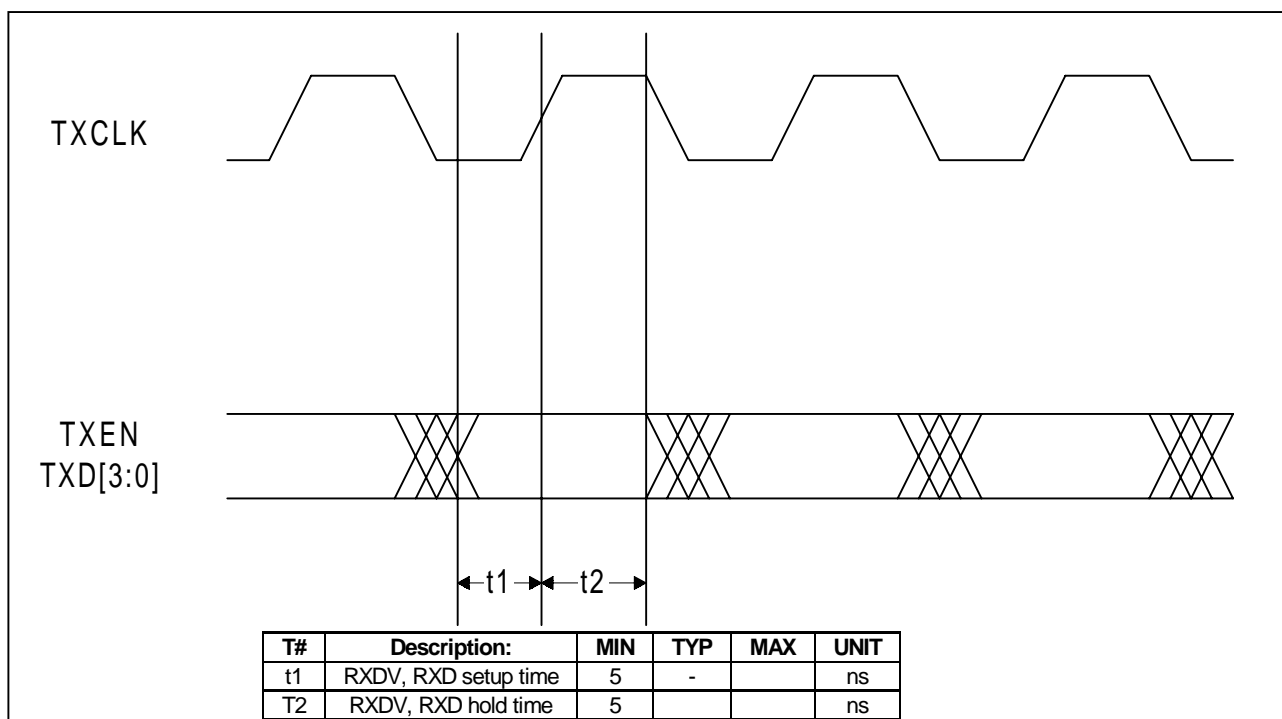 TXCLK
TXEN
TXD[3:0]
t1 t2
T# Description: MIN TYP MAX UNIT
t1 RXDV, RXD setup time 5 - ns
T2 RXDV, RXD hold time 5 ns